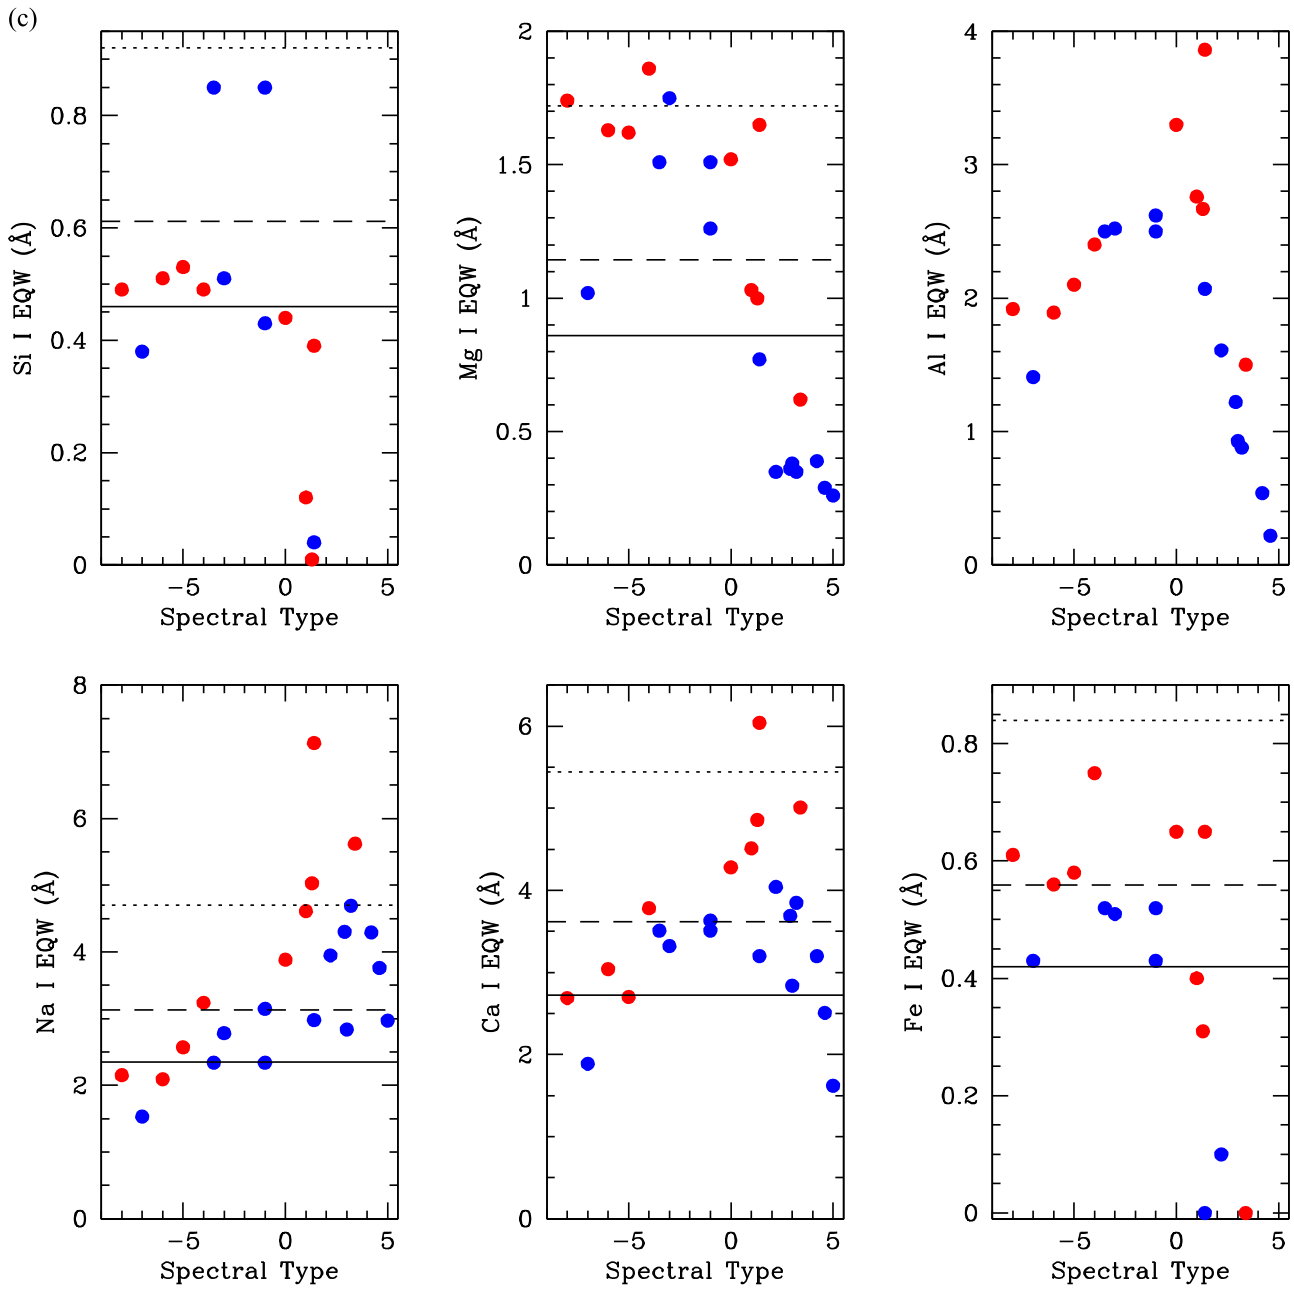 (c)
Si I EQW (Å)
0.8
0.6
0.4
0.2
0
−5 0 5
Spectral Type
Mg I EQW (Å)
2
1.5
1
0.5
0
−5 0 5
Spectral Type
Al I EQW (Å)
4
3
2
1
0
−5 0 5
Spectral Type
Na I EQW (Å)
8
6
4
2
0
−5 0 5
Spectral Type
Ca I EQW (Å)
6
4
2
0
−5 0 5
Spectral Type
Fe I EQW (Å)
0.8
0.6
0.4
0.2
0
−5 0 5
Spectral Type